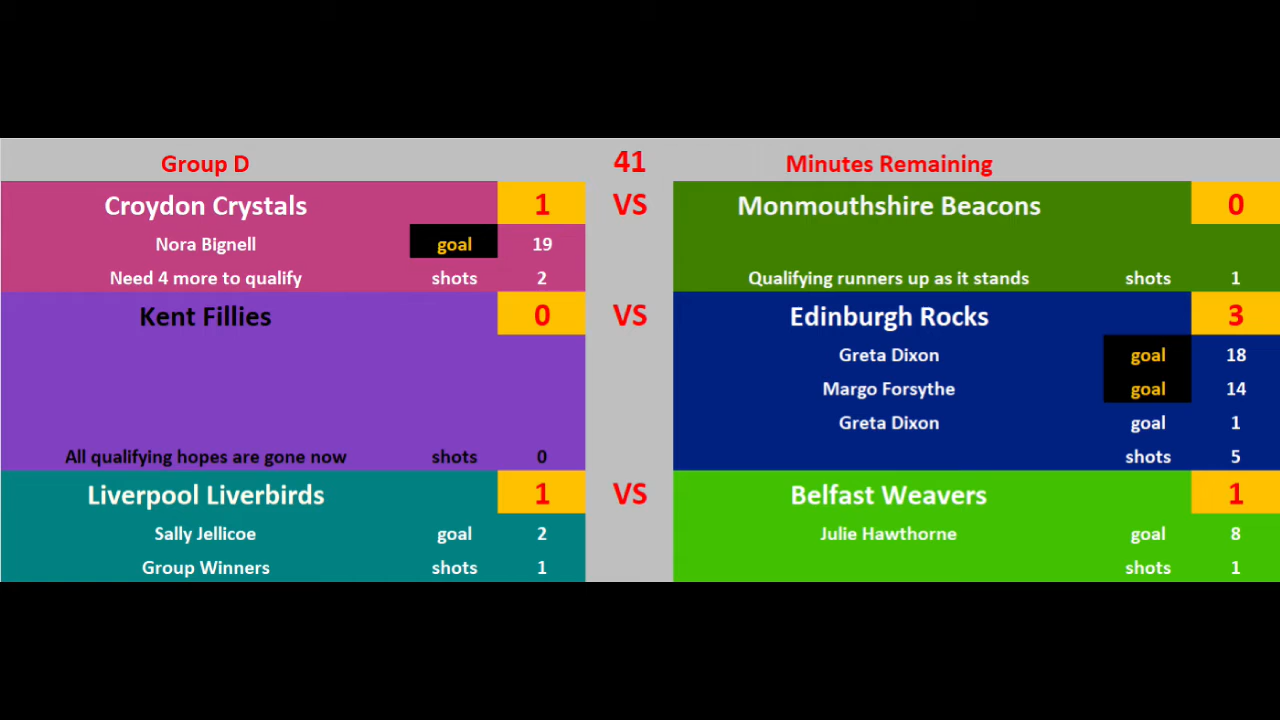 Group D 41 Minutes Remaining
Croydon Crystals 1 VS Monmouthshire Beacons 0
Nora Bignell goal 19
Need 4 more to qualify shots 2 Qualifying runners up as it stands shots 1
Kent Fillies 0 VS Edinburgh Rocks 3
Greta Dixon goal 18
Margo Forsythe goal 14
Greta Dixon goal 1
All qualifying hopes are gone now shots 0 shots 5
Liverpool Liverbirds 1 VS Belfast Weavers 1
Sally Jellicoe goal 2 Julie Hawthorne goal 8
Group Winners shots 1 shots 1